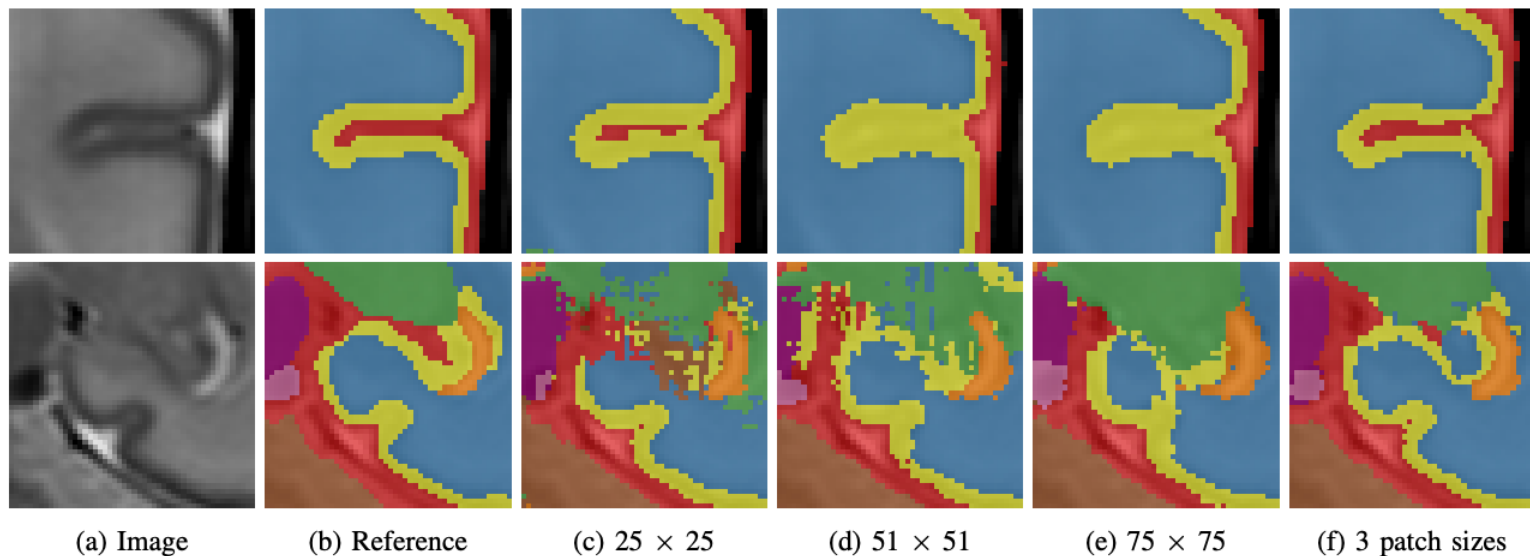 (a) Image (b) Reference (c) 25 × 25 (d) 51 × 51 (e) 75 × 75 (f) 3 patch sizes